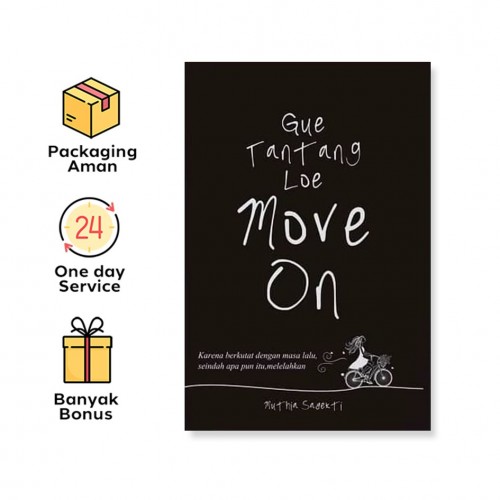 Packaging
Aman
24
One day
Service
Banyak
Bonus
Gue
Tantang
Loe
Move
On
Karena berkutat dengan masa lalu,
seindah apa pun itu,melelahkan
Muthia Sadekti